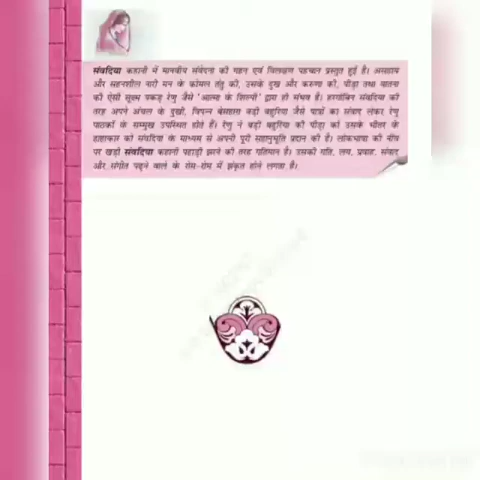 संवदिया कहानी में मानवीय संवेदना की गहन एवं विलक्षण पहचान प्रस्तुत हुई है। असहाय
और सहनशील नारी मन के कोमल तंतु की, उसके दुख और करुणा की, पीड़ा तथा यातना
की ऐसी सूक्ष्म पकड़ रेणु जैसे 'आत्मा के शिल्पी' द्वारा ही संभव है। हरगोबिन संवदिया की
तरह अपने अंचल के दुखी, विपन्न बेसहारा बड़ी बहुरिया जैसे पात्रों का संवाद लेकर रेणु
पाठकों के सम्मुख उपस्थित होते हैं। रेणु ने बड़ी बहुरिया की पीड़ा को उसके भीतर के
हाहाकार को संवदिया के माध्यम से अपनी पूरी सहानुभूति प्रदान की है। लोकभाषा की नींव
पर खड़ी संवदिया कहानी पहाड़ी झरने की तरह गतिमान है। उसकी गति, लय, प्रवाह, संवाद
और संगीत पढ़ने वाले के रोम-रोम में झंकृत होने लगता है।